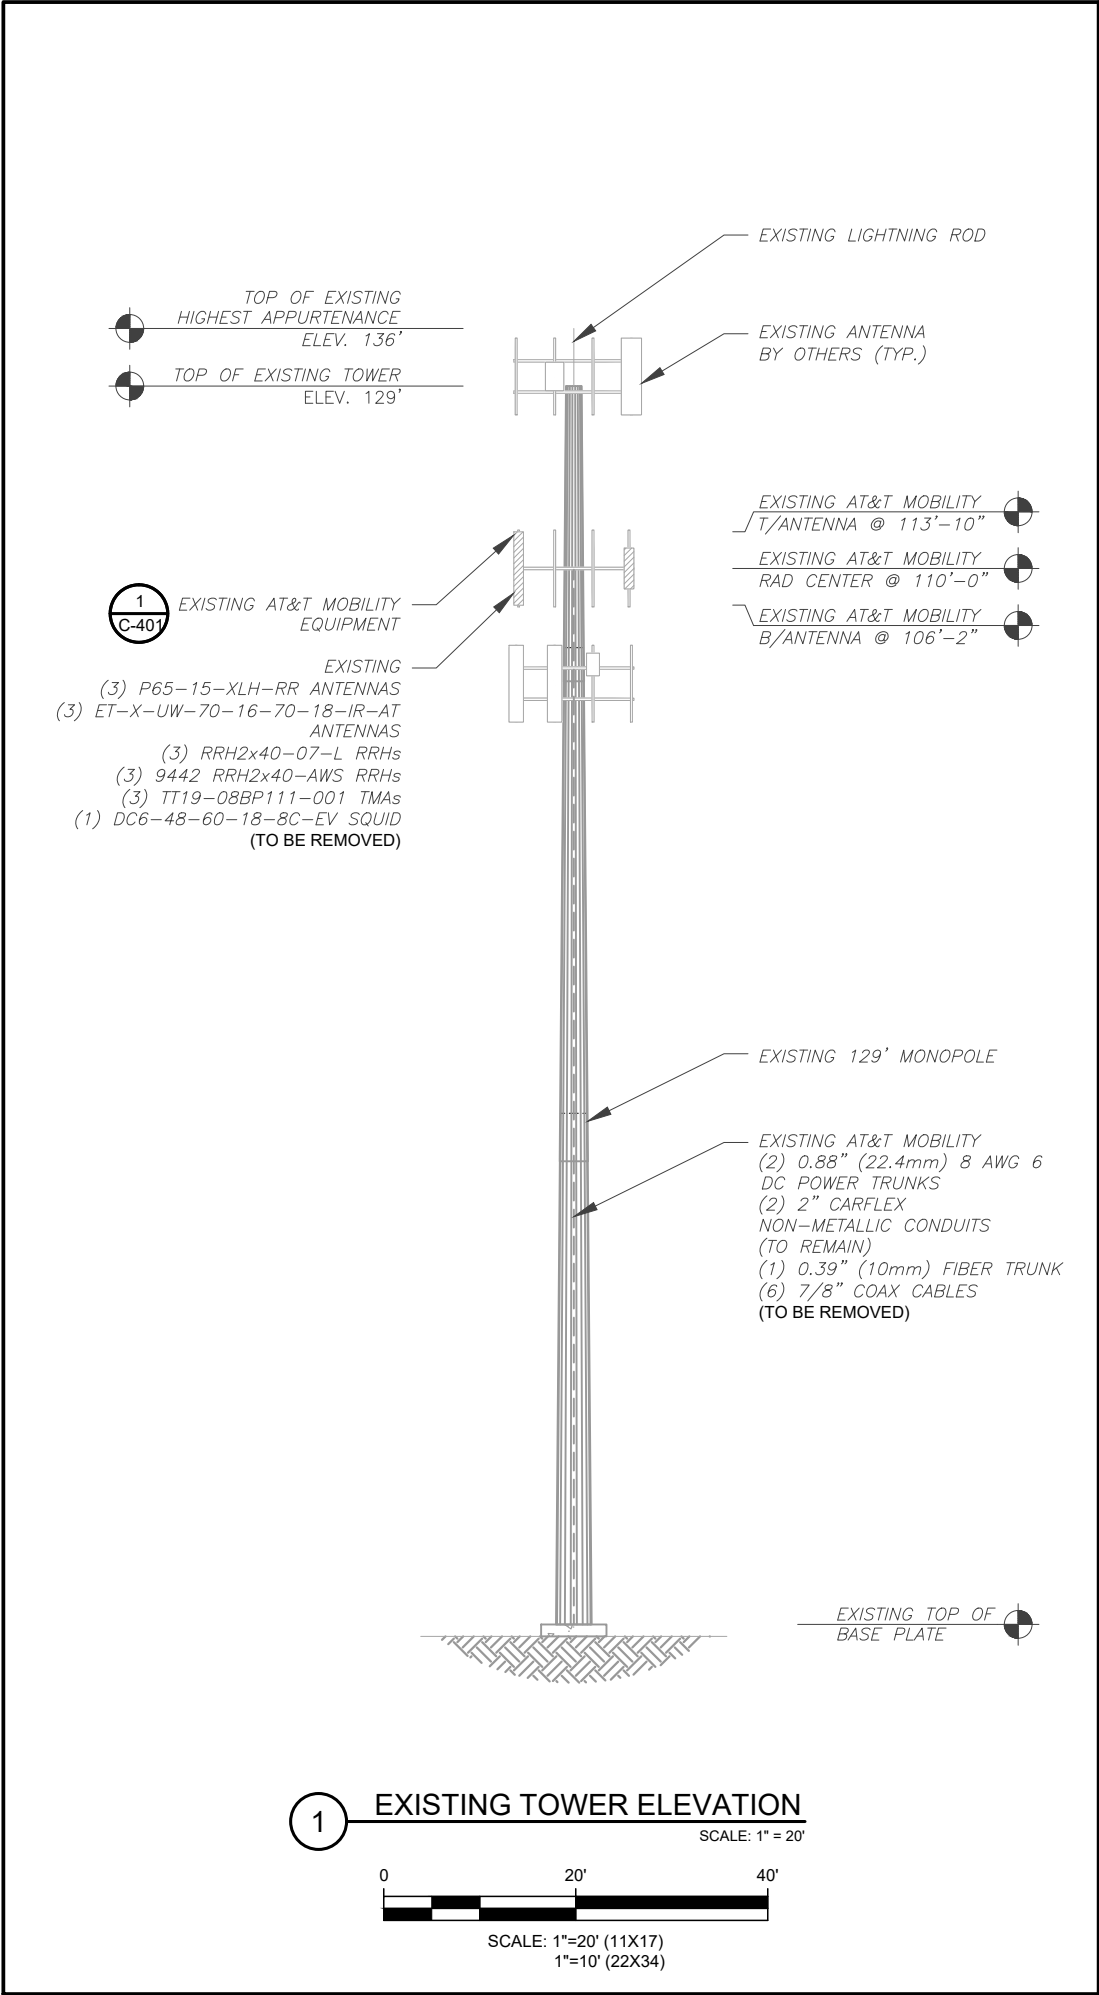 EXISTING LIGHTNING ROD
TOP OF EXISTING
HIGHEST APPURTENANCE
ELEV. 136'
EXISTING ANTENNA
BY OTHERS (TYP.)
TOP OF EXISTING TOWER
ELEV. 129'
EXISTING AT&T MOBILITY
T/ANTENNA @ 113'-10"
EXISTING AT&T MOBILITY
RAD CENTER @ 110'-0"
EXISTING AT&T MOBILITY
B/ANTENNA @ 106'-2"
1
C-401
EXISTING AT&T MOBILITY
EQUIPMENT
EXISTING
(3) P65-15-XLH-RR ANTENNAS
(3) ET-X-UW-70-16-70-18-IR-AT
ANTENNAS
(3) RRH2x40-07-L RRHs
(3) 9442 RRH2x40-AWS RRHs
(3) TT19-08BP111-001 TMAs
(1) DC6-48-60-18-8C-EV SQUID
(TO BE REMOVED)
EXISTING 129' MONOPOLE
EXISTING AT&T MOBILITY
(2) 0.88" (22.4mm) 8 AWG 6
DC POWER TRUNKS
(2) 2" CARFLEX
NON-METALLIC CONDUITS
(TO REMAIN)
(1) 0.39" (10mm) FIBER TRUNK
(6) 7/8" COAX CABLES
(TO BE REMOVED)
EXISTING TOP OF
BASE PLATE
1
EXISTING TOWER ELEVATION
SCALE: 1" = 20'
0 20' 40'
SCALE: 1"=20' (11X17)
1"=10' (22X34)